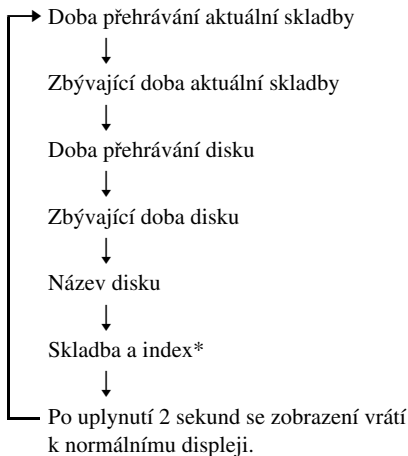 Doba přehrávání aktuální skladby
Zbývající doba aktuální skladby
Doba přehrávání disku
Zbývající doba disku
Název disku
Skladba a index*
Po uplynutí 2 sekund se zobrazení vrátí
k normálnímu displeji.